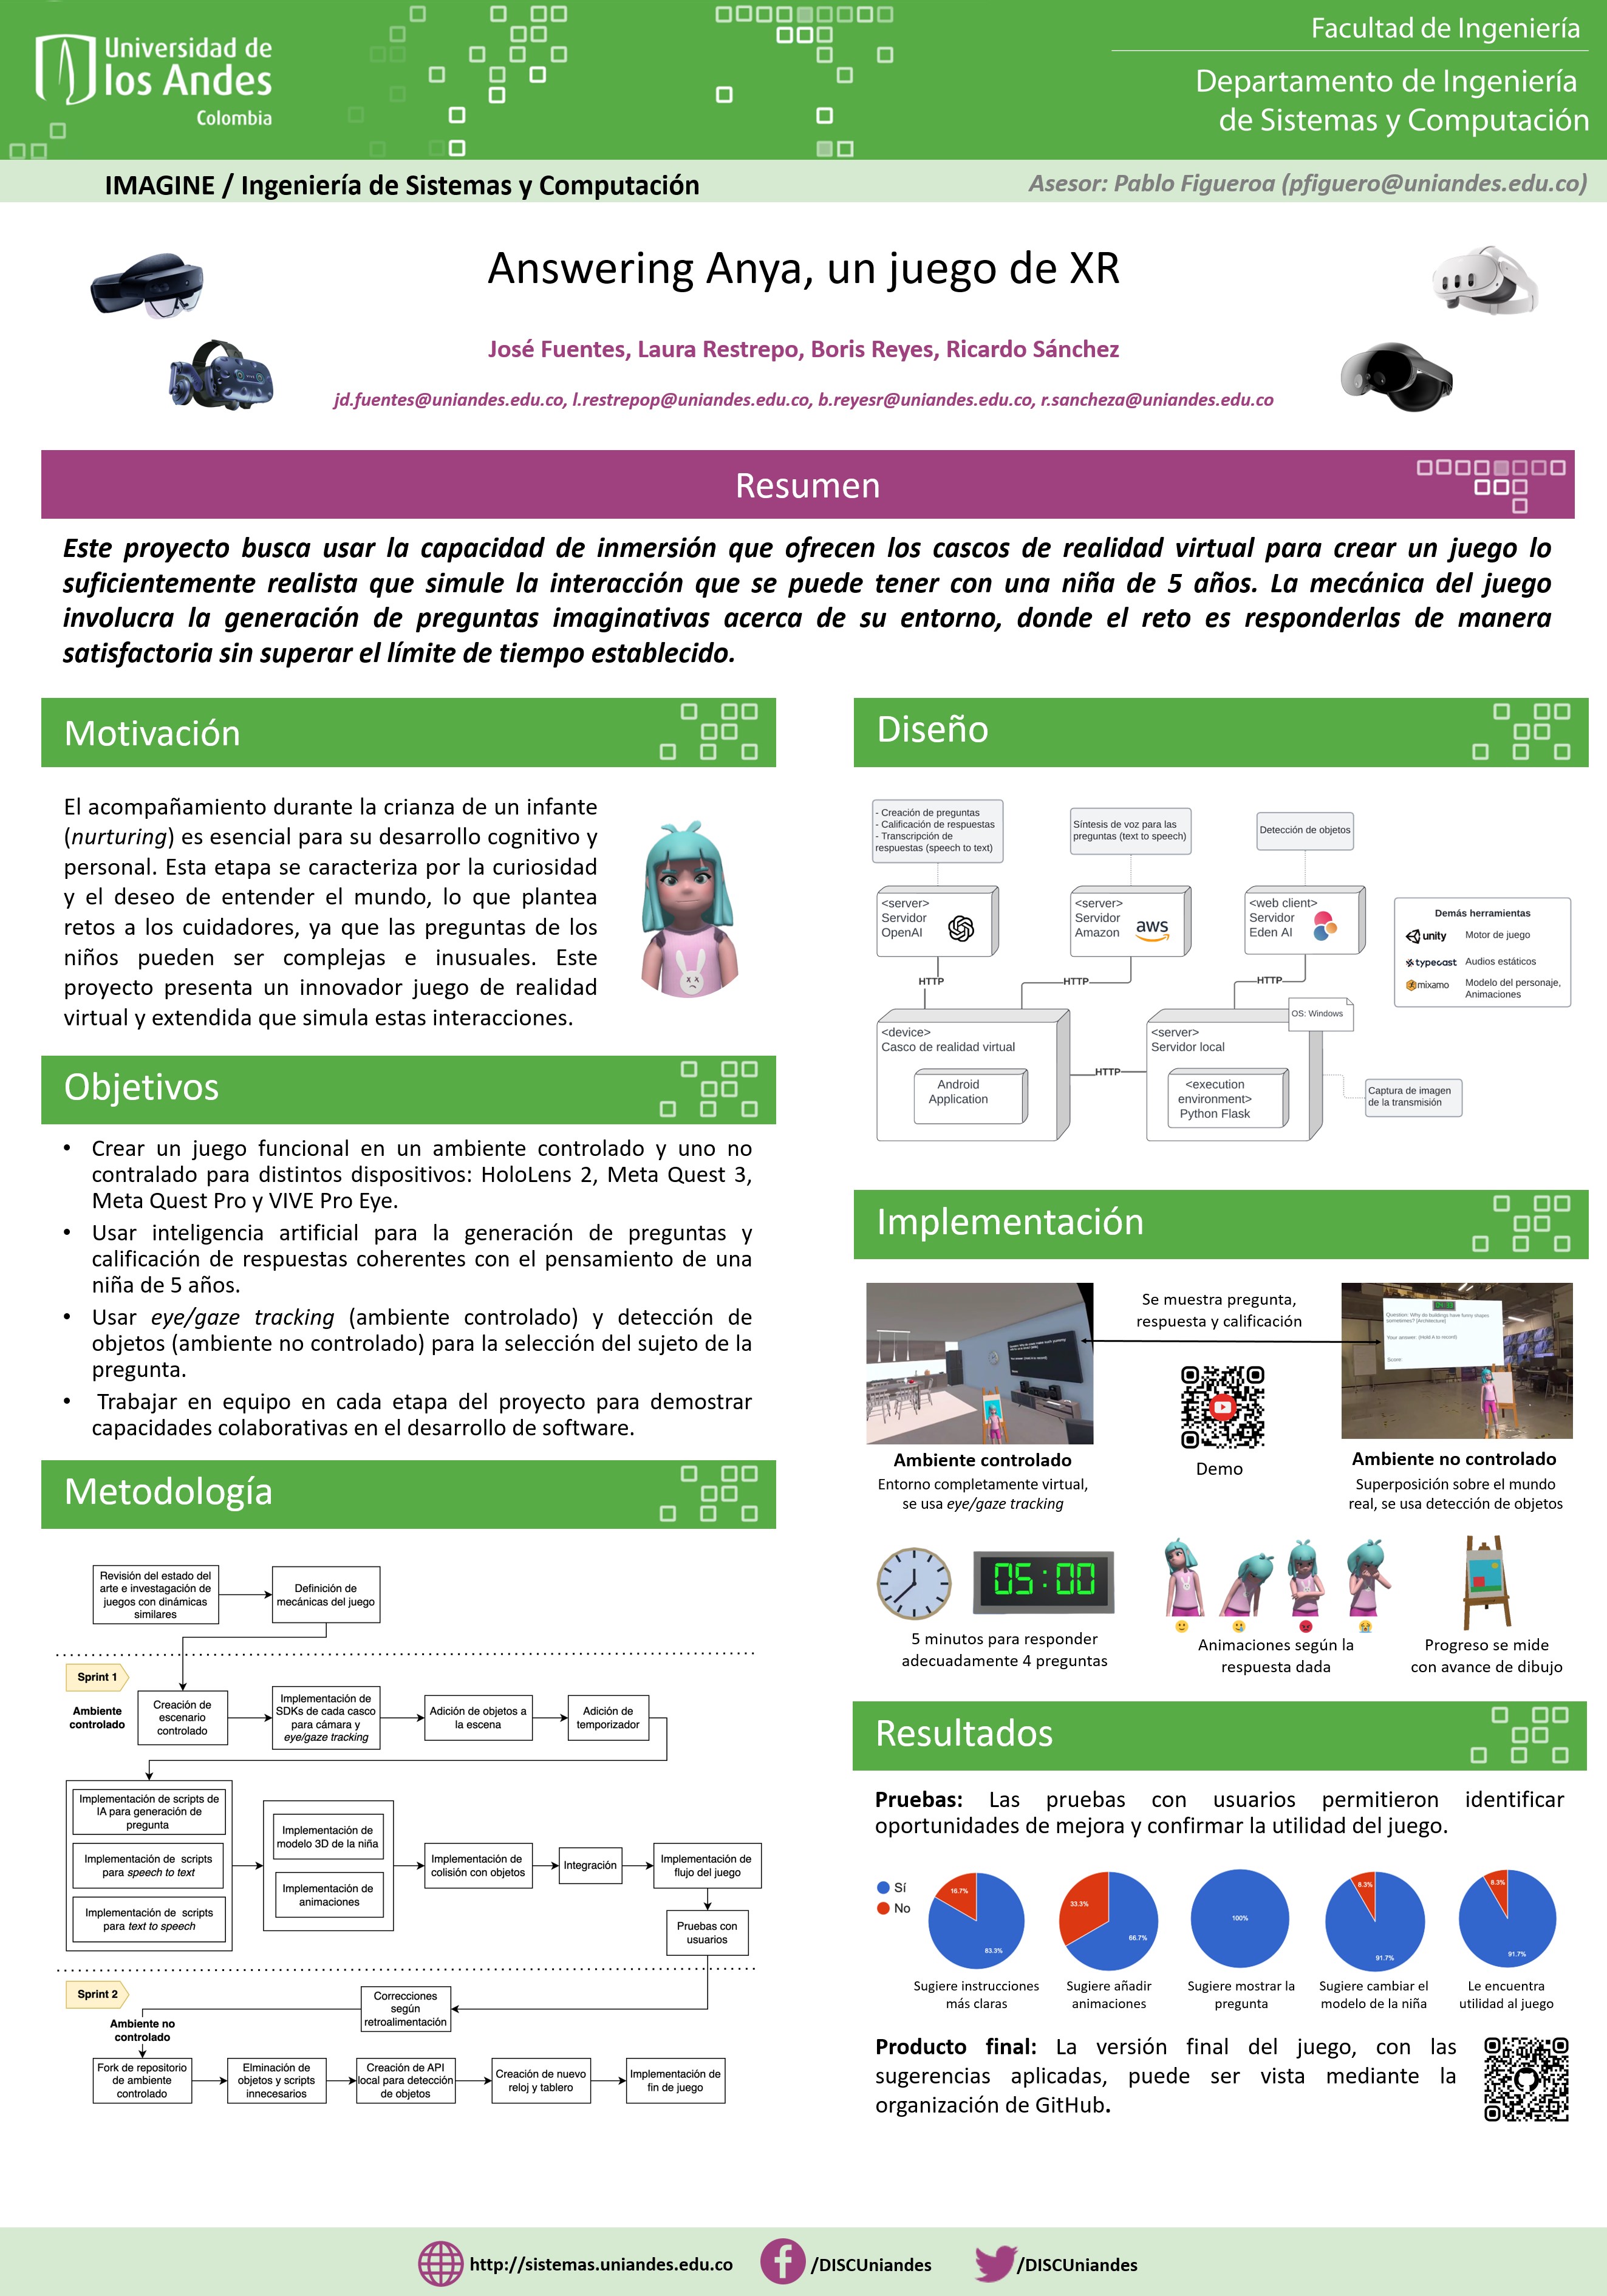 Universidad de
los Andes
Colombia
Facultad de Ingeniería
Departamento de Ingeniería
de Sistemas y Computación
IMAGINE / Ingeniería de Sistemas y Computación
Asesor: Pablo Figueroa (pfiguero@uniandes.edu.co)
Answering Anya, un juego de XR
José Fuentes, Laura Restrepo, Boris Reyes, Ricardo Sánchez
jd.fuentes@uniandes.edu.co, l.restrepop@uniandes.edu.co, b.reyesr@uniandes.edu.co, r.sancheza@uniandes.edu.co
Resumen
Este proyecto busca usar la capacidad de inmersión que ofrecen los cascos de realidad virtual para crear un juego lo
suficientemente realista que simule la interacción que se puede tener con una niña de 5 años. La mecánica del juego
involucra la generación de preguntas imaginativas acerca de su entorno, donde el reto es responderlas de manera
satisfactoria sin superar el límite de tiempo establecido.
Motivación
El acompañamiento durante la crianza de un infante
(nurturing) es esencial para su desarrollo cognitivo y
personal. Esta etapa se caracteriza por la curiosidad
y el deseo de entender el mundo, lo que plantea
retos a los cuidadores, ya que las preguntas de los
niños pueden ser complejas e inusuales. Este
proyecto presenta un innovador juego de realidad
virtual y extendida que simula estas interacciones.
Objetivos
• Crear un juego funcional en un ambiente controlado y uno no
contralado para distintos dispositivos: HoloLens 2, Meta Quest 3,
Meta Quest Pro y VIVE Pro Eye.
• Usar inteligencia artificial para la generación de preguntas y
calificación de respuestas coherentes con el pensamiento de una
niña de 5 años.
• Usar eye/gaze tracking (ambiente controlado) y detección de
objetos (ambiente no controlado) para la selección del sujeto de la
pregunta.
• Trabajar en equipo en cada etapa del proyecto para demostrar
capacidades colaborativas en el desarrollo de software.
Metodología
Revisión del estado del
arte e investagación de
juegos con dinámicas
similares
Definición de
mecánicas del juego
Sprint 1
Ambiente
controlado
Creación de
escenario
controlado
Implementación de
SDKs de cada casco
para cámara y
eye/gaze tracking
Adición de objetos a
la escena
Adición de
temporizador
Implementación de scripts de
IA para generación de
pregunta
Implementación de scripts
para speech to text
Implementación de scripts
para text to speech
Implementación de
modelo 3D de la niña
Implementación de
animaciones
Implementación de
colisión con objetos
Integración
Implementación de
flujo del juego
Pruebas con
usuarios
Sprint 2
Correcciones
según
retroalimentación
Ambiente no
controlado
Fork de repositorio
de ambiente
controlado
Elminación de
objetos y scripts
innecesarios
Creación de API
local para detección
de objetos
Creación de nuevo
reloj y tablero
Implementación de
fin de juego
Diseño
- Creación de preguntas
- Calificación de respuestas
- Transcripción de
respuestas (speech to text)
Síntesis de voz para las
preguntas (text to speech)
Detección de objetos
<server>
Servidor
OpenAI
<server>
Servidor
Amazon
aws
<web client>
Servidor
Eden AI
HTTP
HTTP
HTTP
Demás herramientas
unity Motor de juego
typecast Audios estáticos
mixamo Modelo del personaje,
Animaciones
OS: Windows
<device>
Casco de realidad virtual
Android
Application
HTTP
<server>
Servidor local
<execution
environment>
Python Flask
Captura de imagen
de la transmisión
Implementación
Se muestra pregunta,
respuesta y calificación
Question: Why do buildings have funny shapes
sometimes? [Architecture]
Your answer: (Hold A to record)
Score:
Demo
Ambiente controlado
Entorno completamente virtual,
se usa eye/gaze tracking
Ambiente no controlado
Superposición sobre el mundo
real, se usa detección de objetos
05:00
5 minutos para responder
adecuadamente 4 preguntas
Animaciones según la
respuesta dada
Progreso se mide
con avance de dibujo
Resultados
Pruebas: Las pruebas con usuarios permitieron identificar
oportunidades de mejora y confirmar la utilidad del juego.
Sí
No
16.7%
83.3%
33.3%
66.7%
100%
8.3%
91.7%
8.3%
91.7%
Sugiere instrucciones
más claras
Sugiere añadir
animaciones
Sugiere mostrar la
pregunta
Sugiere cambiar el
modelo de la niña
Le encuentra
utilidad al juego
Producto final: La versión final del juego, con las
sugerencias aplicadas, puede ser vista mediante la
organización de GitHub.
http://sistemas.uniandes.edu.co
/DISCUniandes
/DISCUniandes